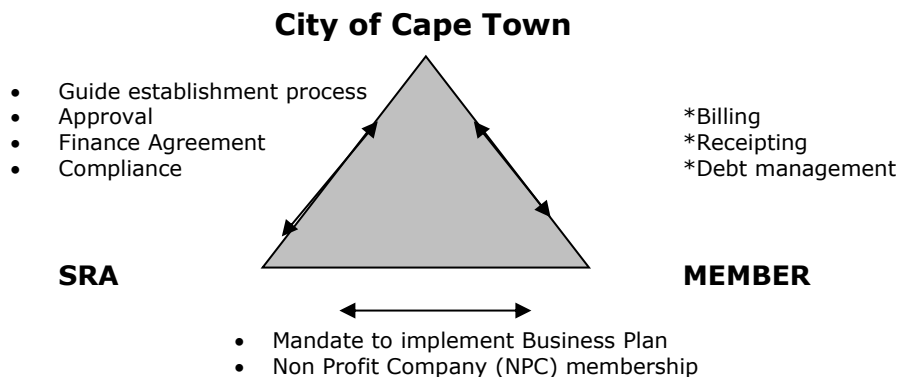 City of Cape Town
• Guide establishment process
• Approval
• Finance Agreement
• Compliance
*Billing
*Receipting
*Debt management
SRA
MEMBER
• Mandate to implement Business Plan
• Non Profit Company (NPC) membership